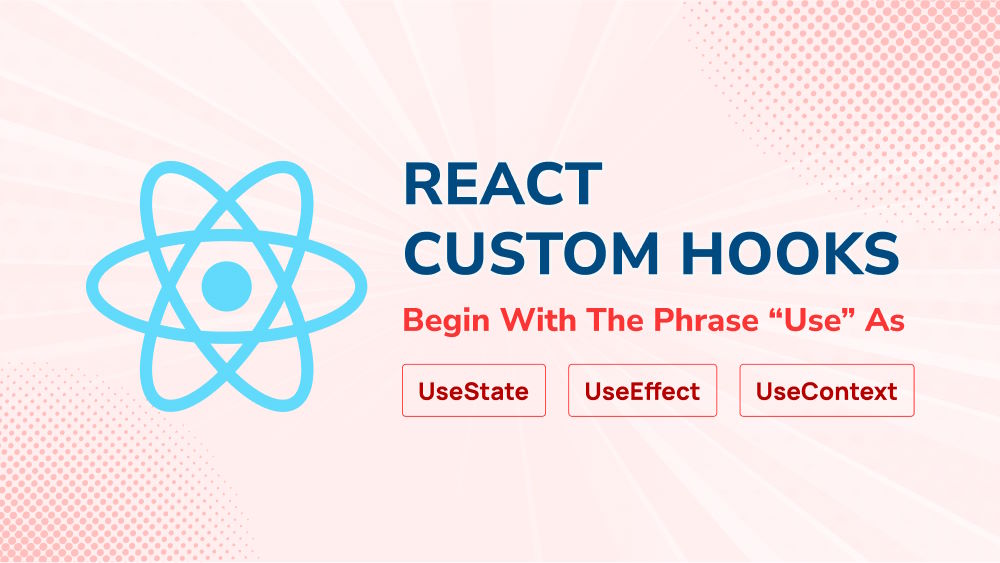 REACT
CUSTOM HOOKS
Begin With The Phrase “Use” As
UseState UseEffect UseContext